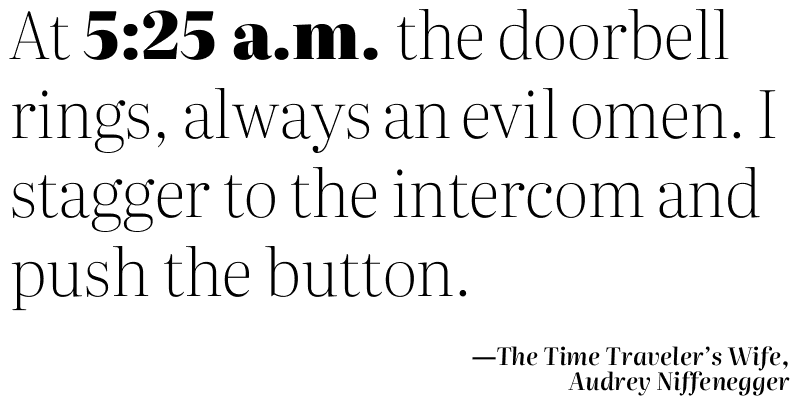 At 5:25 a.m. the doorbell
rings, always an evil omen. I
stagger to the intercom and
push the button.
—The Time Traveler’s Wife,
Audrey Niffenegger